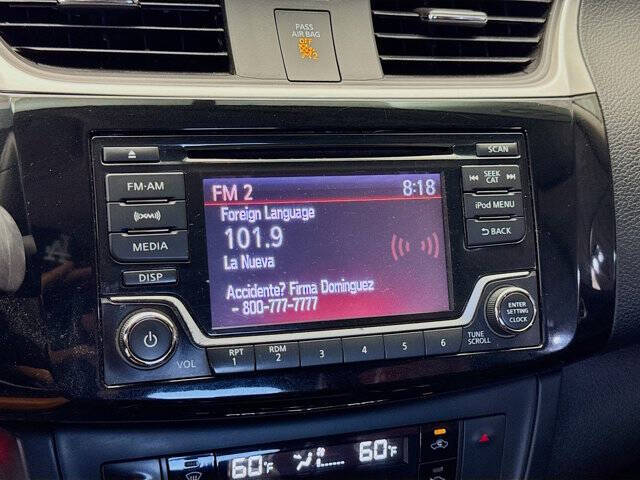 PASS
AIR BAG
OFF
2
SCAN
FM·AM
MEDIA
DISP
FM 2 8:18
Foreign Language
101.9
La Nueva
Accidente? Firma Dominguez
- 800-777-7777
SEEK
CAT
iPod MENU
BACK
ENTER
SETTING
CLOCK
TUNE
SCROLL
VOL
RPT
1
RDM
2
3
4
5
6
60°F
60°F